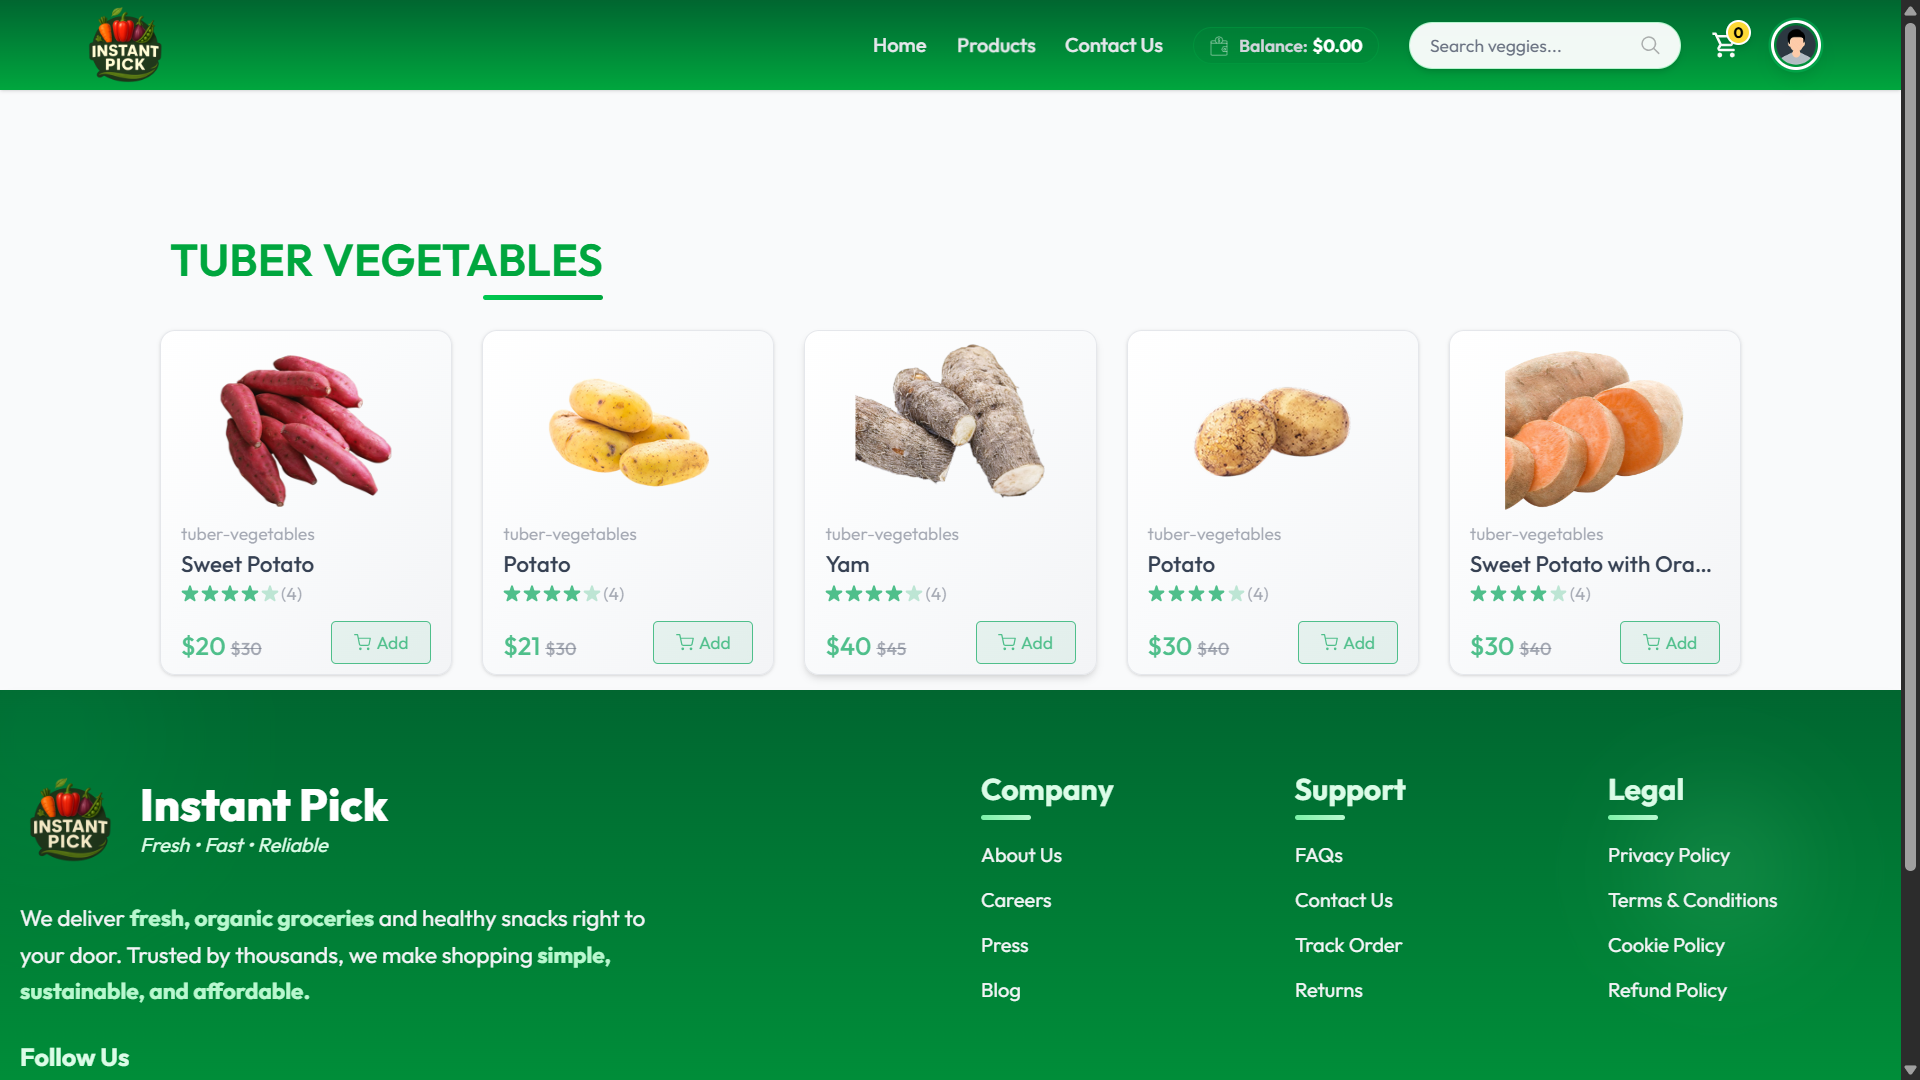 INSTANT
PICK
Home
Products
Contact Us
Balance: $0.00
Search veggies...
0
TUBER VEGETABLES
tuber-vegetables
Sweet Potato
(4)
$20 $30
Add
tuber-vegetables
Potato
(4)
$21 $30
Add
tuber-vegetables
Yam
(4)
$40 $45
Add
tuber-vegetables
Potato
(4)
$30 $40
Add
tuber-vegetables
Sweet Potato with Ora...
(4)
$30 $40
Add
INSTANT
PICK
Instant Pick
Fresh • Fast • Reliable
We deliver fresh, organic groceries and healthy snacks right to
your door. Trusted by thousands, we make shopping simple,
sustainable, and affordable.
Follow Us
Company
About Us
Careers
Press
Blog
Support
FAQs
Contact Us
Track Order
Returns
Legal
Privacy Policy
Terms & Conditions
Cookie Policy
Refund Policy